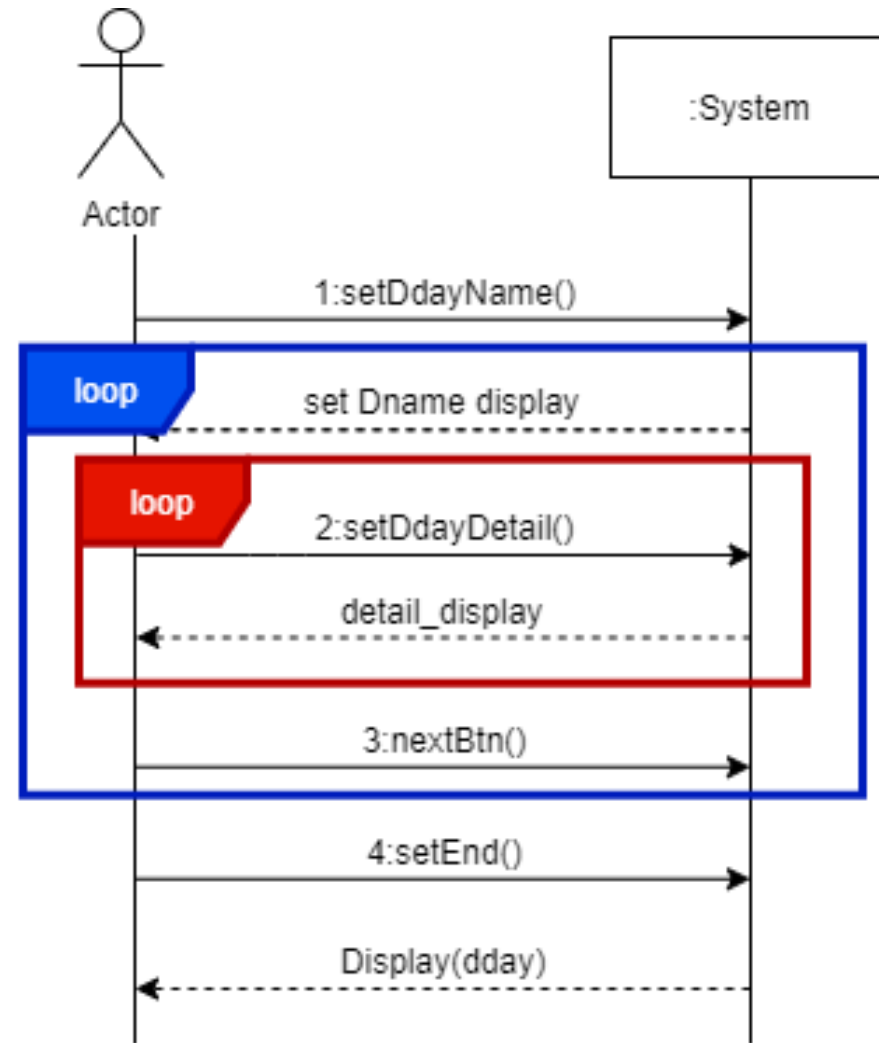 :System
Actor
1:setDdayName()
loop
set Dname display
loop
2:setDdayDetail()
detail_display
3:nextBtn()
4:setEnd()
Display(dday)